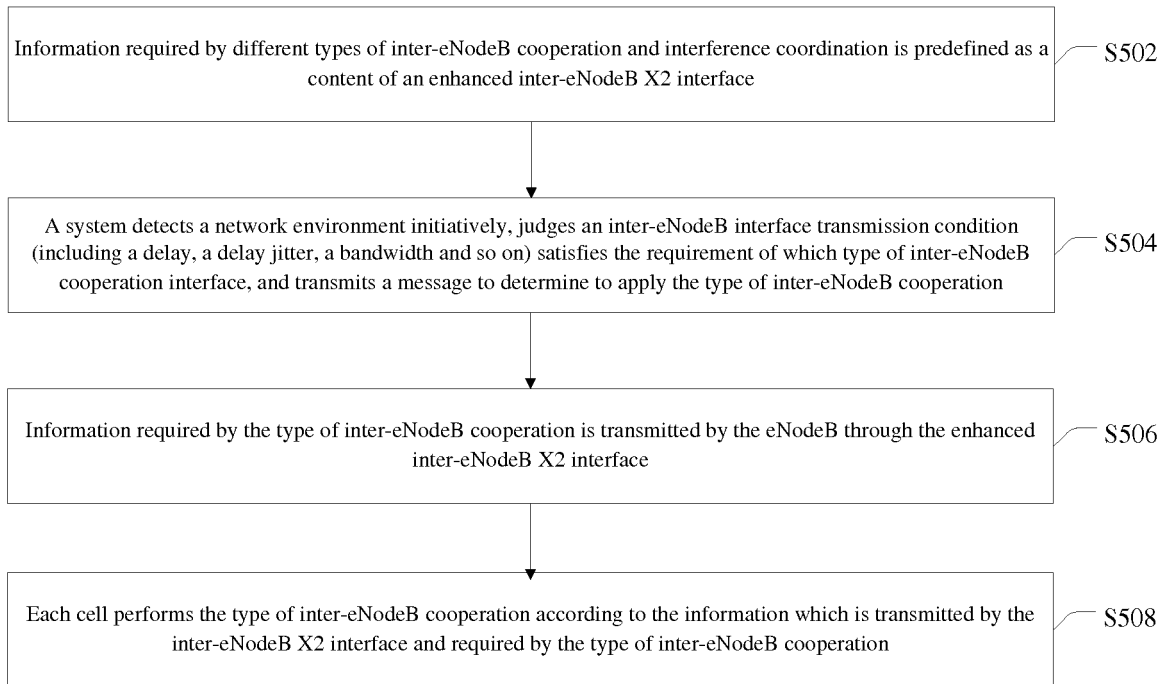 Information required by different types of inter-eNodeB cooperation and interference coordination is predefined as a
content of an enhanced inter-eNodeB X2 interface
S502
A system detects a network environment initiatively, judges an inter-eNodeB interface transmission condition
(including a delay, a delay jitter, a bandwidth and so on) satisfies the requirement of which type of inter-eNodeB
cooperation interface, and transmits a message to determine to apply the type of inter-eNodeB cooperation
S504
Information required by the type of inter-eNodeB cooperation is transmitted by the eNodeB through the enhanced
inter-eNodeB X2 interface
S506
Each cell performs the type of inter-eNodeB cooperation according to the information which is transmitted by the
inter-eNodeB X2 interface and required by the type of inter-eNodeB cooperation
S508